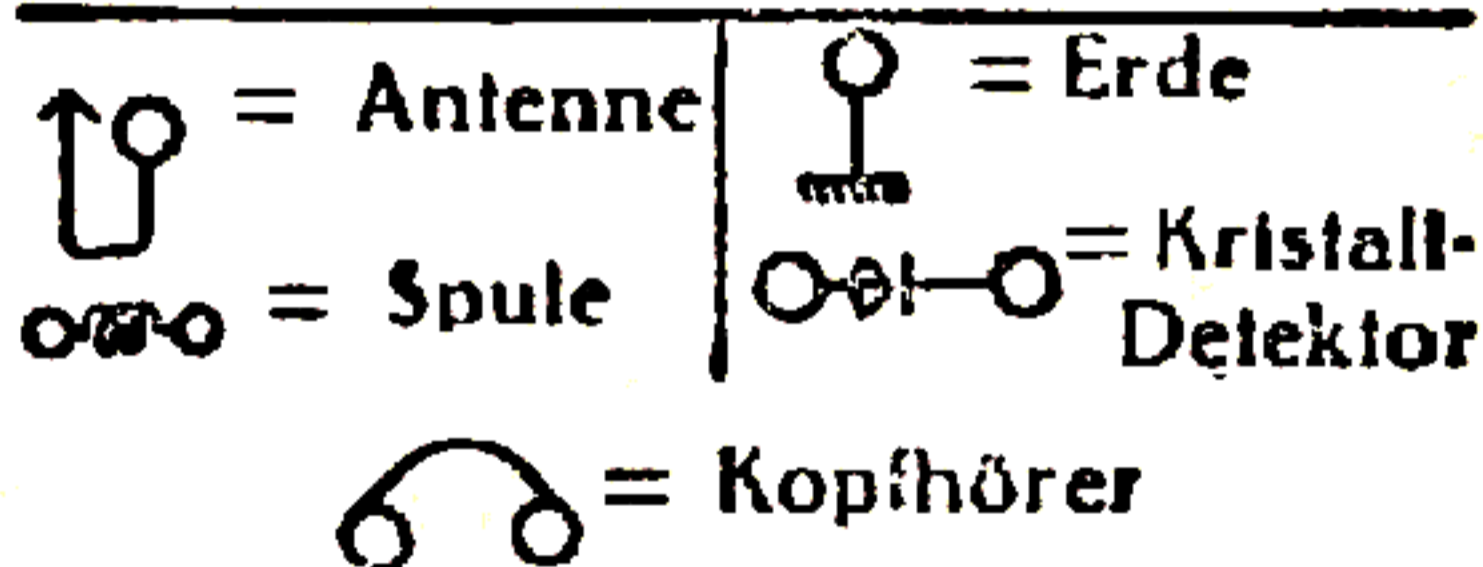 = Antenne
= Spule
= Erde
= Kristall-
Detektor
= Kopfhörer